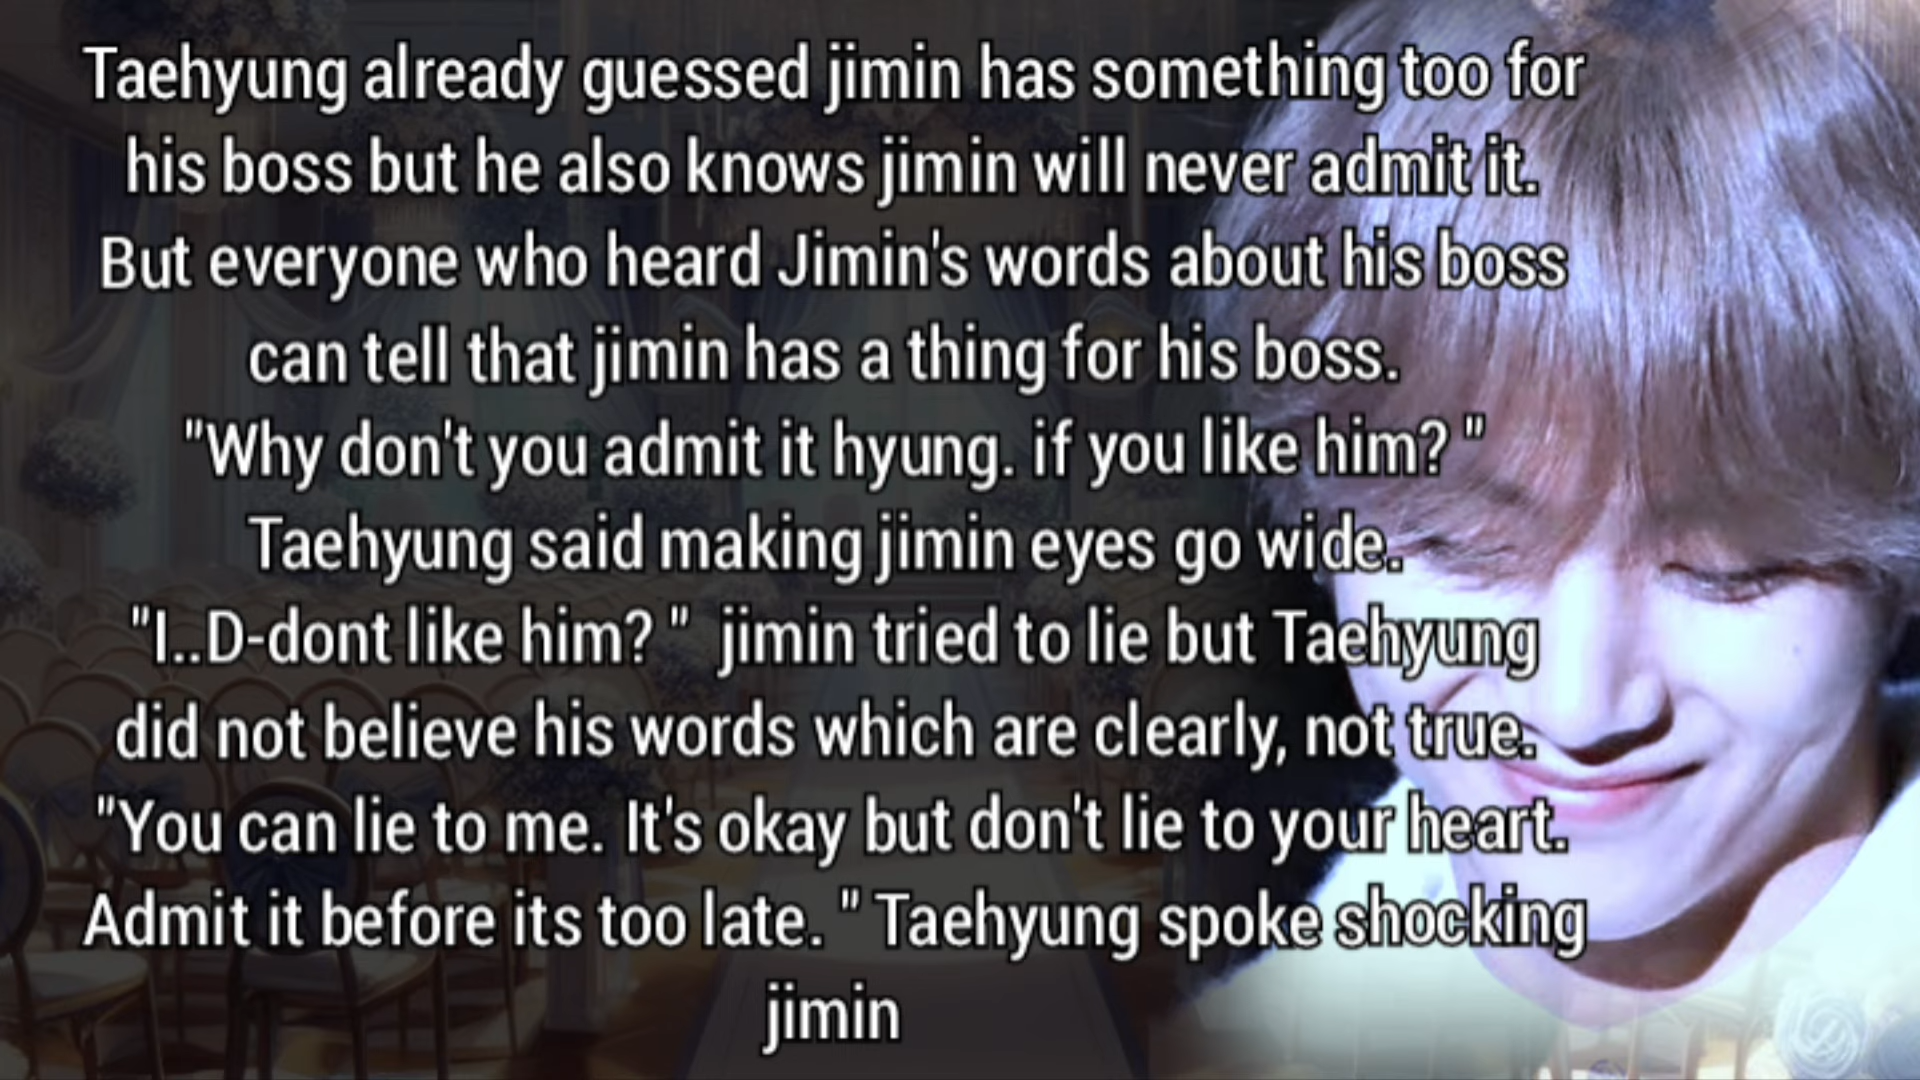 Taehyung already guessed jimin has something too for
his boss but he also knows jimin will never admit it.
But everyone who heard Jimin's words about his boss
can tell that jimin has a thing for his boss.
"Why don't you admit it hyung. if you like him? "
Taehyung said making jimin eyes go wide.
"I..D-dont like him? "  jimin tried to lie but Taehyung
did not believe his words which are clearly, not true.
"You can lie to me. It's okay but don't lie to your heart.
Admit it before its too late. " Taehyung spoke shocking
jimin